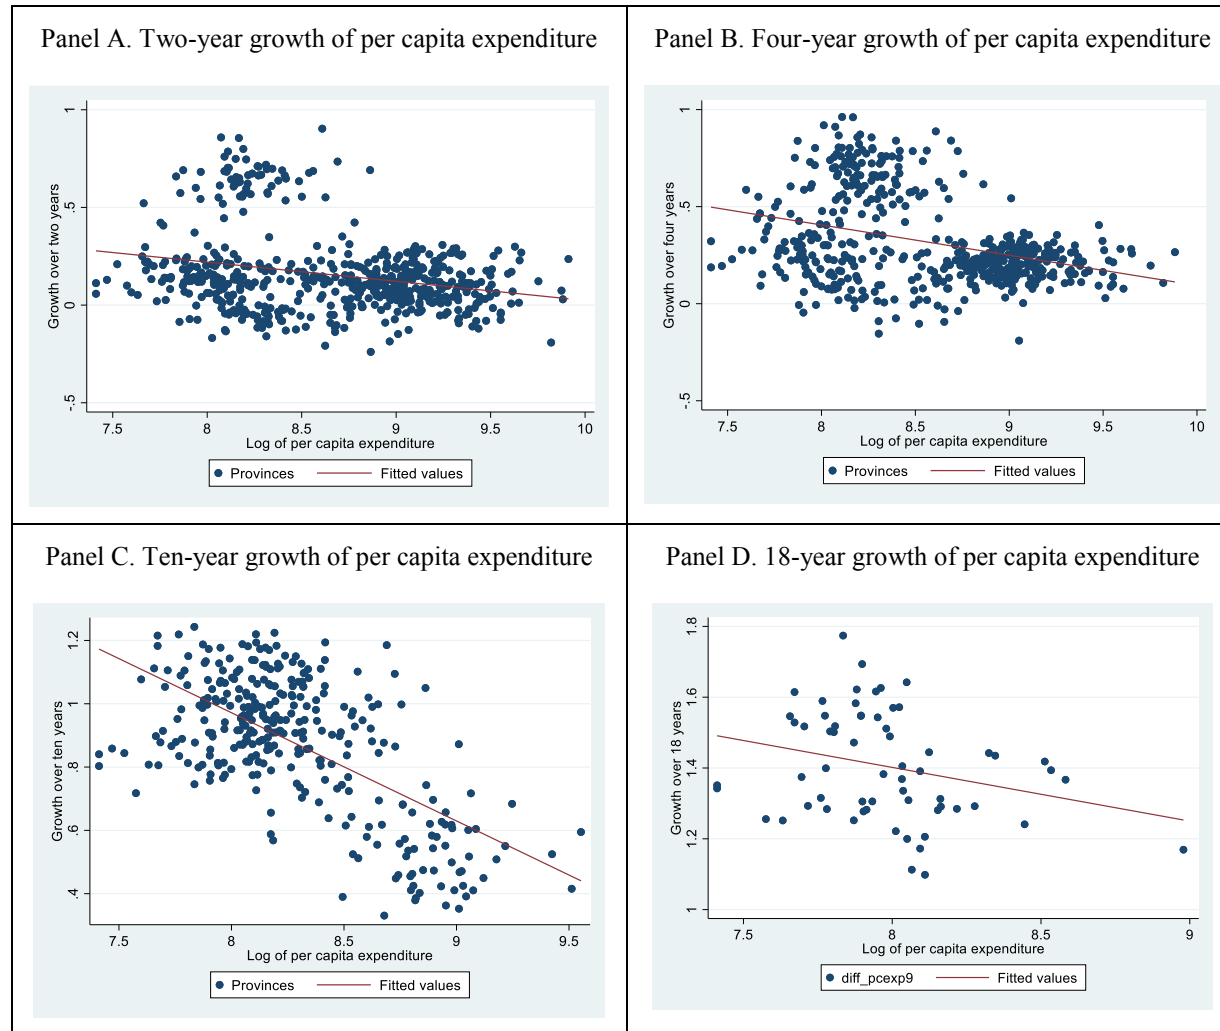 Panel A. Two-year growth of per capita expenditure
Growth over two years
1
.5
0
-.5
7.5 8 8.5 9 9.5 10
Log of per capita expenditure
Provinces Fitted values
Panel B. Four-year growth of per capita expenditure
Growth over four years
1
.5
0
-.5
7.5 8 8.5 9 9.5 10
Log of per capita expenditure
Provinces Fitted values
Panel C. Ten-year growth of per capita expenditure
Growth over ten years
1.2
1
.8
.6
.4
7.5 8 8.5 9 9.5
Log of per capita expenditure
Provinces Fitted values
Panel D. 18-year growth of per capita expenditure
Growth over 18 years
1.8
1.6
1.4
1.2
1
7.5 8 8.5 9
Log of per capita expenditure
diff_pcexp9 Fitted values